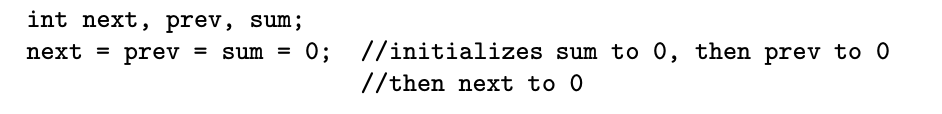 int next, prev, sum;
next = prev = sum = 0;  //initializes sum to 0, then prev to 0
//then next to 0